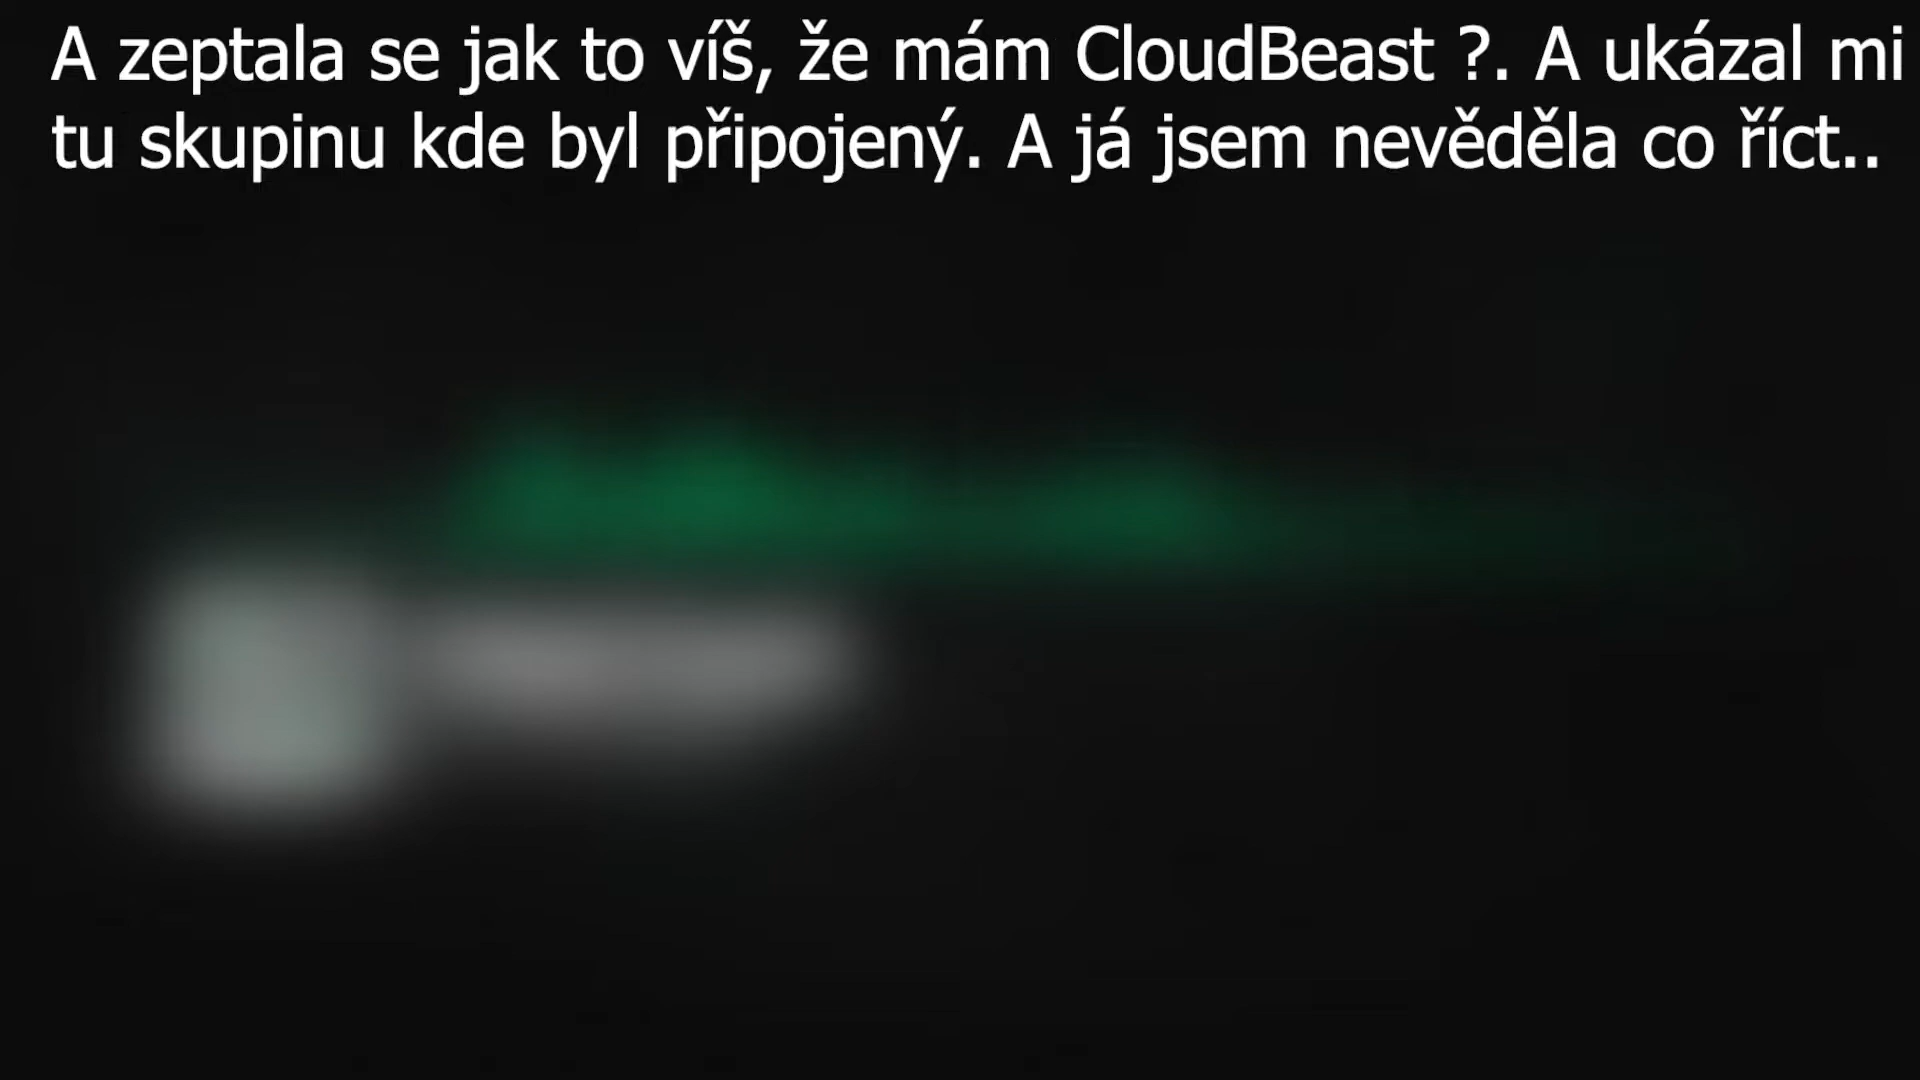 A zeptala se jak to víš, že mám CloudBeast ?. A ukázal mi
tu skupinu kde byl připojený. A já jsem nevěděla co říct..